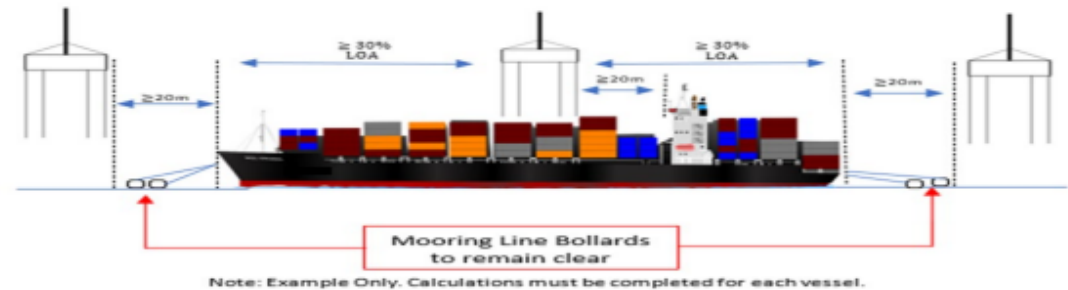 ≥ 30%
LOA
≥ 30%
LOA
≥20m
≥20m
≥20m
Mooring Line Bollards
to remain clear
Note: Example Only. Calculations must be completed for each vessel.